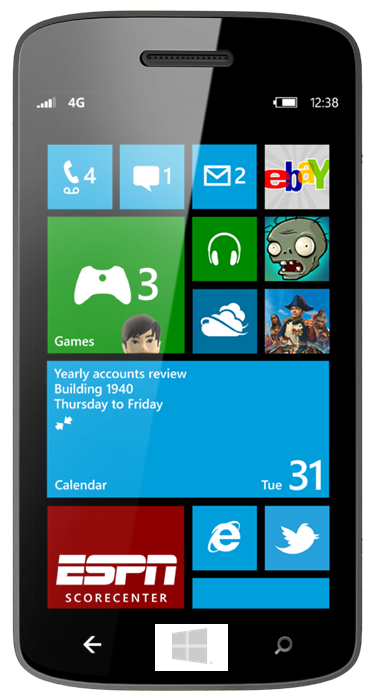 4G
12:38
4
1
2
ebaY
3
Games
Yearly accounts review
Building 1940
Thursday to Friday
Calendar
Tue 31
ESPN
SCORECENTER